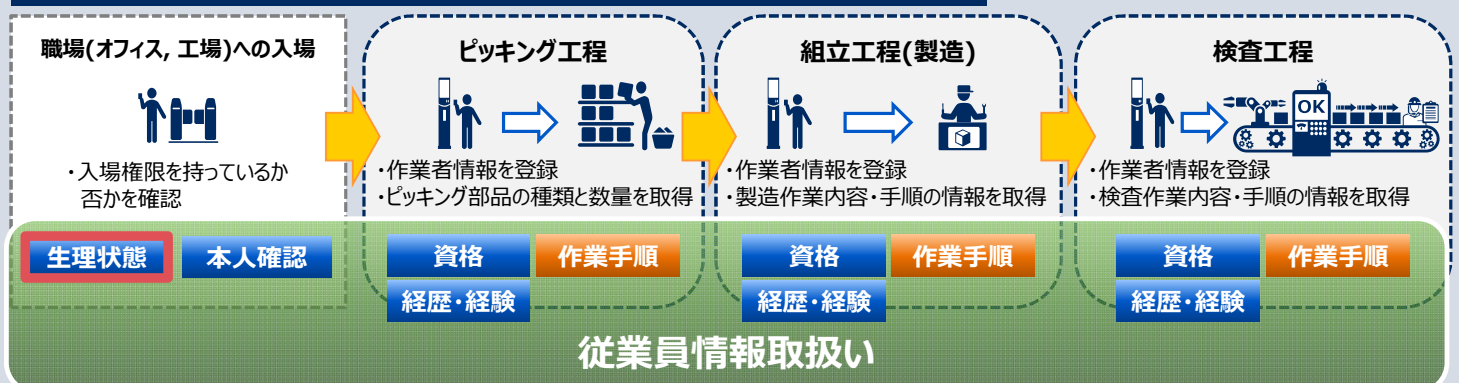 職場(オフィス, 工場)への入場
・入場権限を持っているか
否かを確認
生理状態
本人確認
ピッキング工程
・作業者情報を登録
・ピッキング部品の種類と数量を取得
資格
作業手順
経歴・経験
組立工程(製造)
・作業者情報を登録
・製造作業内容・手順の情報を取得
資格
作業手順
経歴・経験
検査工程
OK
・作業者情報を登録
・検査作業内容・手順の情報を取得
資格
作業手順
経歴・経験
従業員情報取扱い